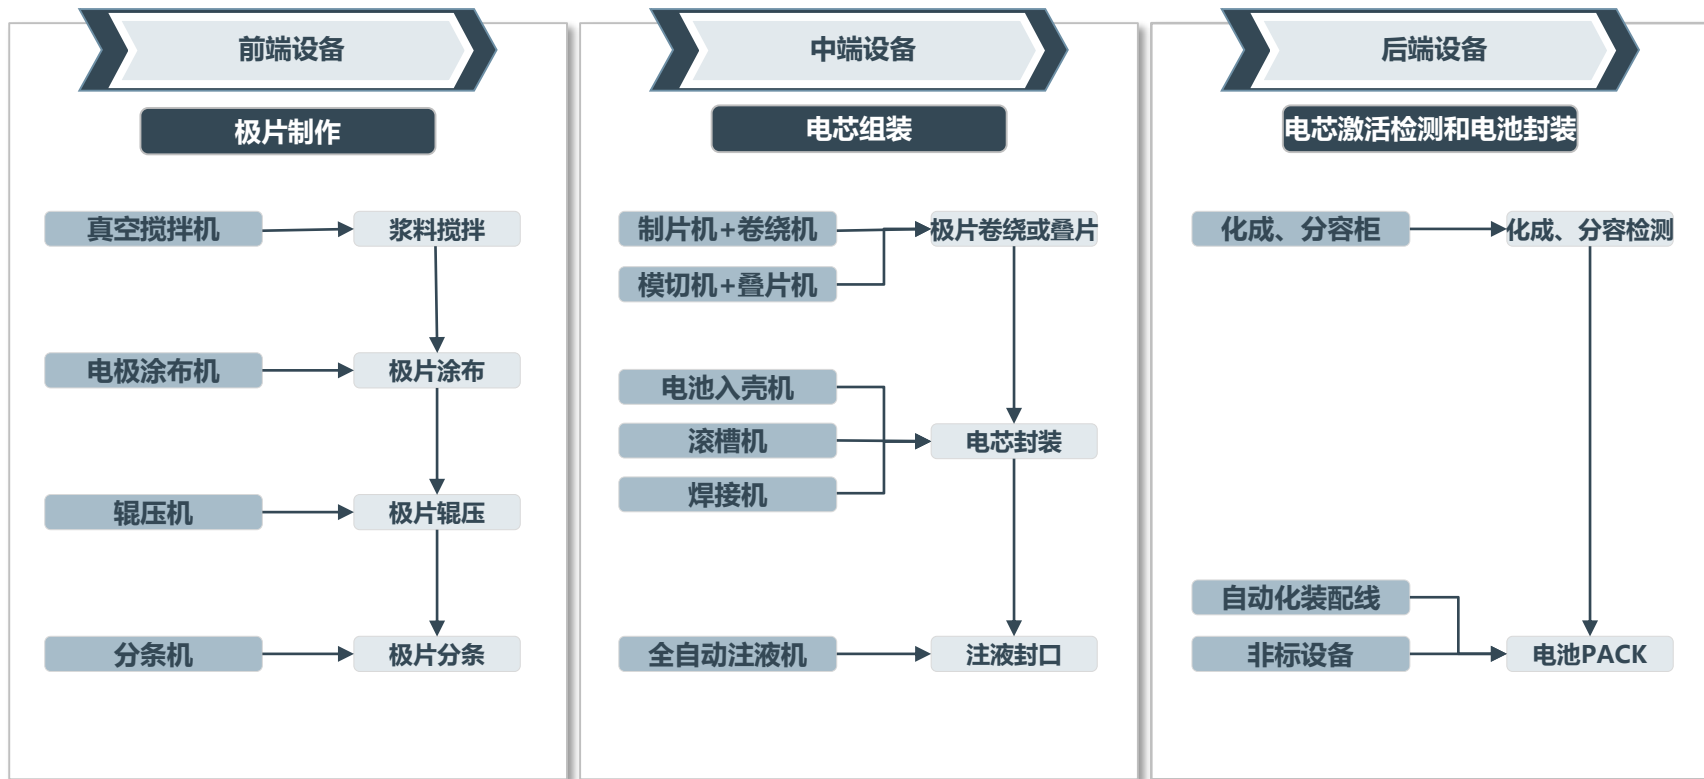 前端设备
极片制作
真空搅拌机
浆料搅拌
电极涂布机
极片涂布
辊压机
极片辊压
分条机
极片分条
中端设备
电芯组装
制片机+卷绕机
极片卷绕或叠片
模切机+叠片机
电池入壳机
滚槽机
电芯封装
焊接机
全自动注液机
注液封口
后端设备
电芯激活检测和电池封装
化成、分容柜
化成、分容检测
自动化装配线
非标设备
电池PACK